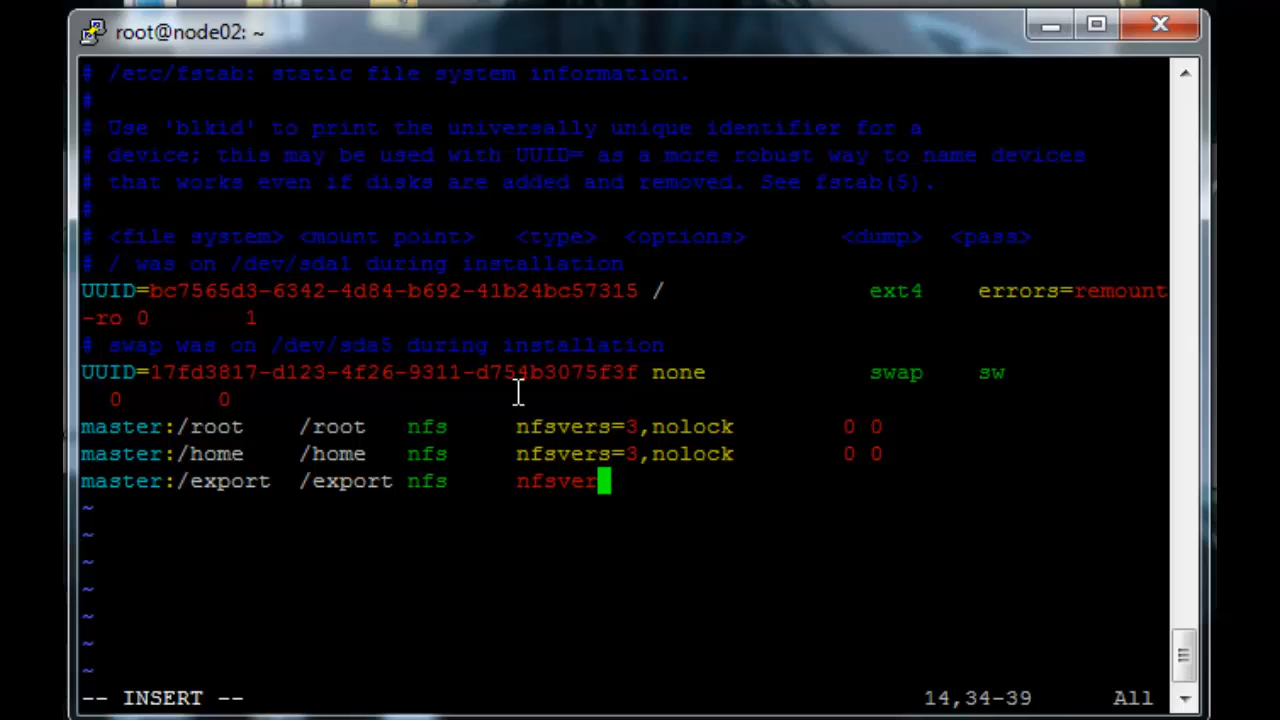 root@node02: ~
# /etc/fstab: static file system information.
#
# Use 'blkid' to print the universally unique identifier for a
# device; this may be used with UUID= as a more robust way to name devices
# that works even if disks are added and removed. See fstab(5).
#
# <file system> <mount point>   <type>  <options>       <dump>  <pass>
# / was on /dev/sda1 during installation
UUID=bc7565d3-6342-4d84-b692-41b24bc57315 /               ext4    errors=remount
-ro 0       1
# swap was on /dev/sda5 during installation
UUID=17fd3817-d123-4f26-9311-d754b3075f3f none            swap    sw
  0       0
master:/root    /root   nfs     nfsvers=3,nolock        0 0
master:/home    /home   nfs     nfsvers=3,nolock        0 0
master:/export  /export nfs     nfsver
~
~
~
~
~
~
~
-- INSERT --                                                  14,34-39      All